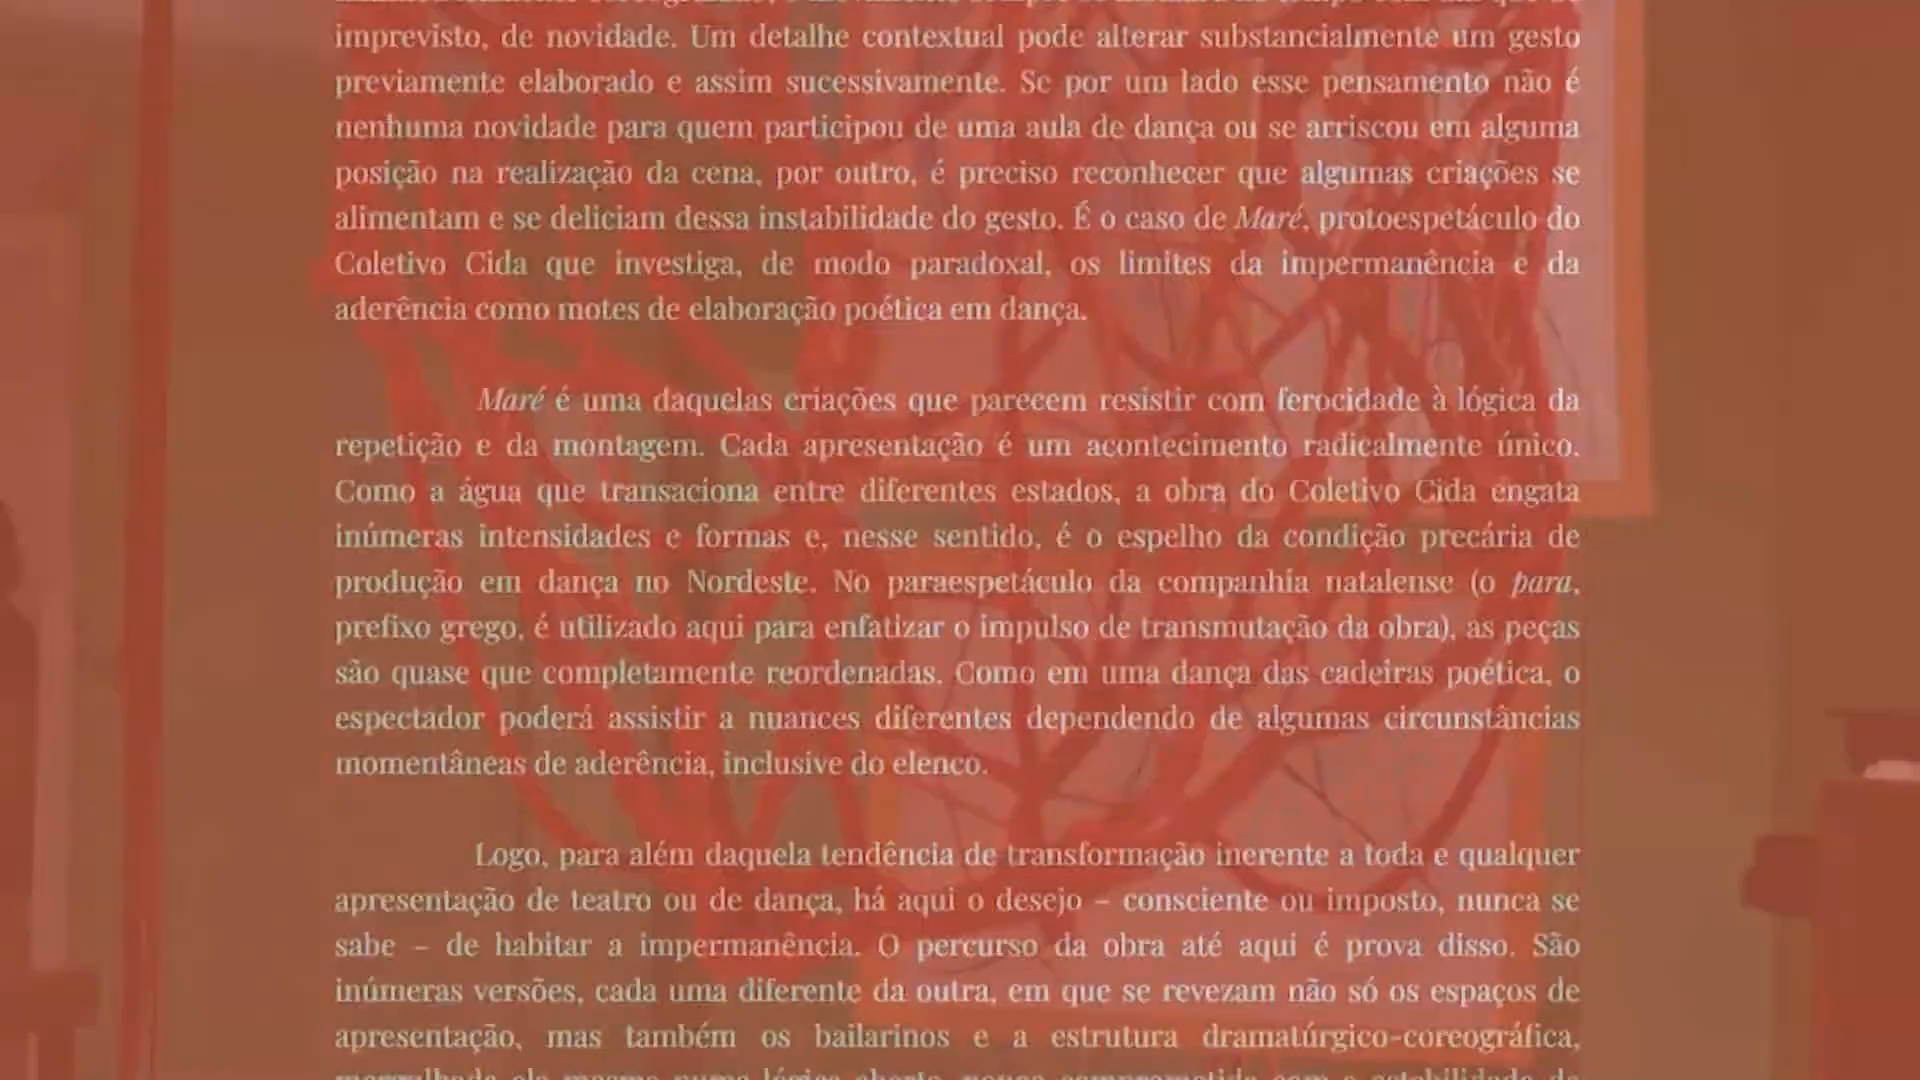 imprevisto, de novidade. Um detalhe contextual pode alterar substancialmente um gesto
previamente elaborado e assim sucessivamente. Se por um lado esse pensamento não é
nenhuma novidade para quem participou de uma aula de dança ou se arriscou em alguma
posição na realização da cena, por outro, é preciso reconhecer que algumas criações se
alimentam e se deliciam dessa instabilidade do gesto. É o caso de Maré, protoespetáculo do
Coletivo Cida que investiga, de modo paradoxal, os limites da impermanência e da
aderência como motes de elaboração poética em dança.
Maré é uma daquelas criações que parecem resistir com ferocidade à lógica da
repetição e da montagem. Cada apresentação é um acontecimento radicalmente único.
Como a água que transaciona entre diferentes estados, a obra do Coletivo Cida engata
inúmeras intensidades e formas e, nesse sentido, é o espelho da condição precária de
produção em dança no Nordeste. No paraespetáculo da companhia natalense (o para,
prefixo grego, é utilizado aqui para enfatizar o impulso de transmutação da obra), as peças
são quase que completamente reordenadas. Como em uma dança das cadeiras poética, o
espectador poderá assistir a nuances diferentes dependendo de algumas circunstâncias
momentâneas de aderência, inclusive do elenco.
Logo, para além daquela tendência de transformação inerente a toda e qualquer
apresentação de teatro ou de dança, há aqui o desejo – consciente ou imposto, nunca se
sabe – de habitar a impermanência. O percurso da obra até aqui é prova disso. São
inúmeras versões, cada uma diferente da outra, em que se revezam não só os espaços de
apresentação, mas também os bailarinos e a estrutura dramatúrgico-coreográfica,